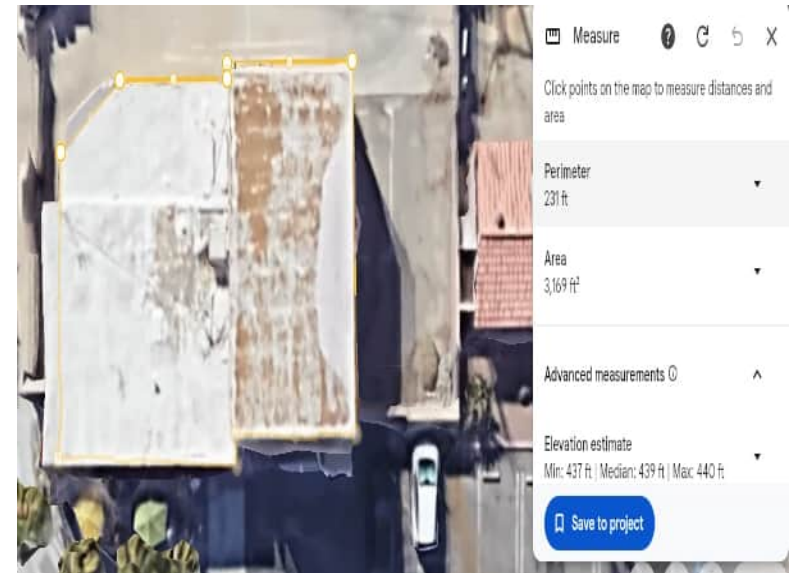 Measure
Click points on the map to measure distances and
area
Perimeter
231 ft
Area
3,169 ft²
Advanced measurements
Elevation estimate
Min: 437 ft | Median: 439 ft | Max: 440 ft
Save to project